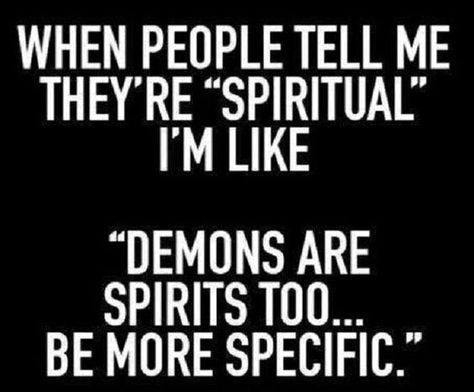 WHEN PEOPLE TELL ME
THEY'RE “SPIRITUAL”
I'M LIKE
“DEMONS ARE
SPIRITS TOO...
BE MORE SPECIFIC.”